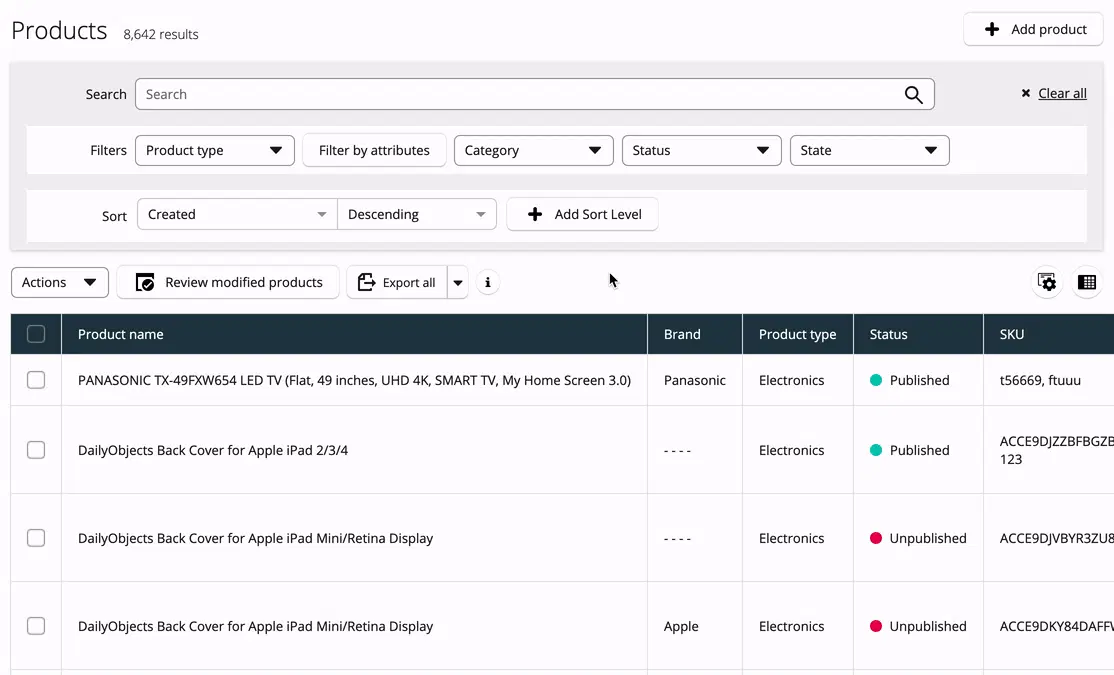 Products 8,642 results
Add product
Search Search Clear all
Filters Product type Filter by attributes Category Status State
Sort Created Descending Add Sort Level
Actions Review modified products Export all i
Product name Brand Product type Status SKU
PANASONIC TX-49FXW654 LED TV (Flat, 49 inches, UHD 4K, SMART TV, My Home Screen 3.0) Panasonic Electronics Published t56669, ftuuu
DailyObjects Back Cover for Apple iPad 2/3/4 - - - - Electronics Published ACCE9DJZZBFBGZB
123
DailyObjects Back Cover for Apple iPad Mini/Retina Display - - - - Electronics Unpublished ACCE9DJVBYR3ZU8
DailyObjects Back Cover for Apple iPad Mini/Retina Display Apple Electronics Unpublished ACCE9DKY84DAFFW